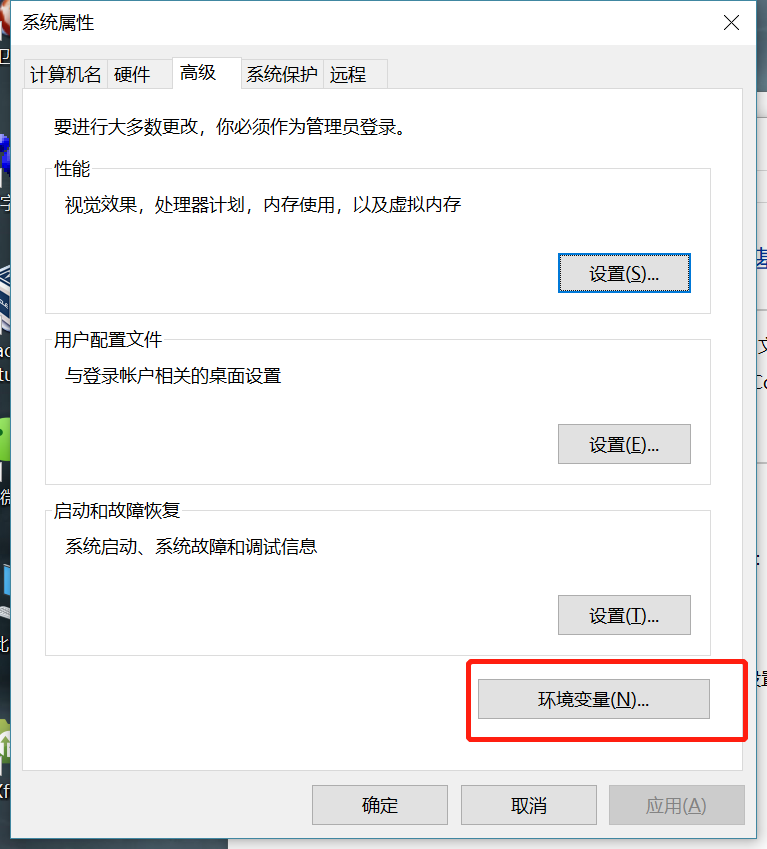 系统属性
计算机名
硬件
高级
系统保护
远程
要进行大多数更改，你必须作为管理员登录。
性能
视觉效果，处理器计划，内存使用，以及虚拟内存
设置(S)...
用户配置文件
与登录帐户相关的桌面设置
设置(E)...
启动和故障恢复
系统启动、系统故障和调试信息
设置(T)...
环境变量(N)...
确定
取消
应用(A)